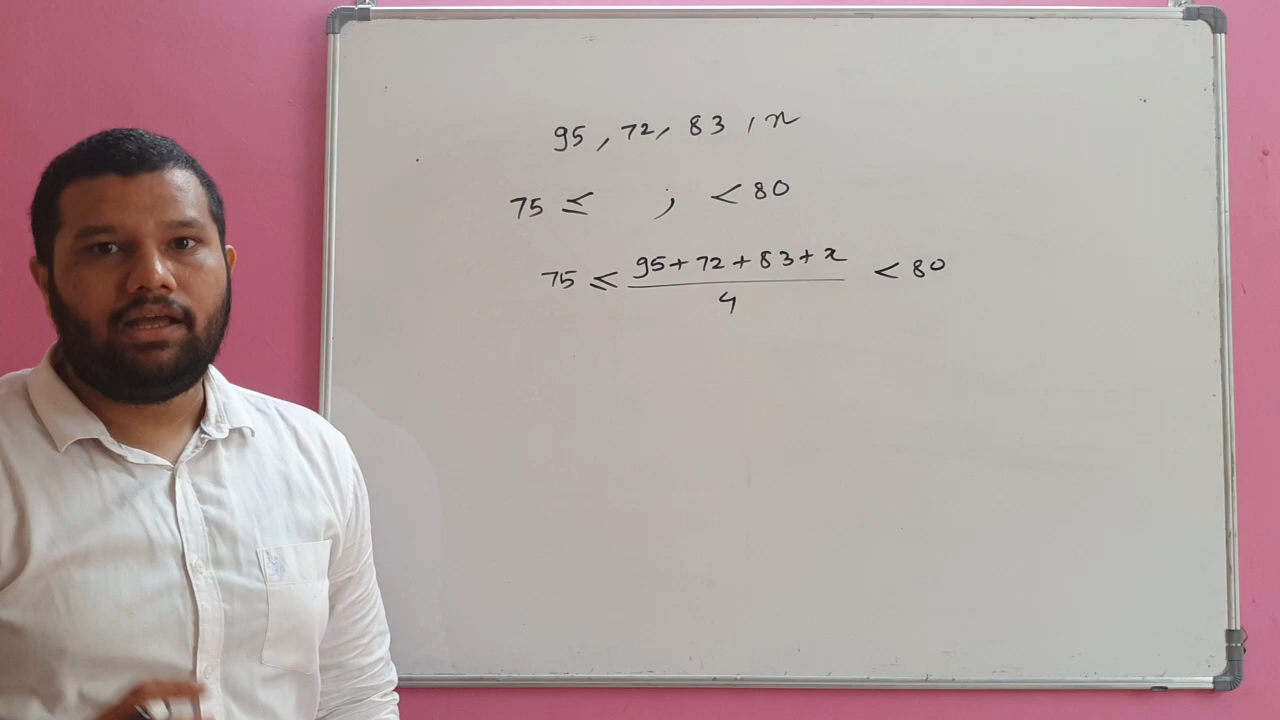 95, 72, 83, x
75 ≤ ; < 80
75 ≤ (95+72+83+x)/4 < 80